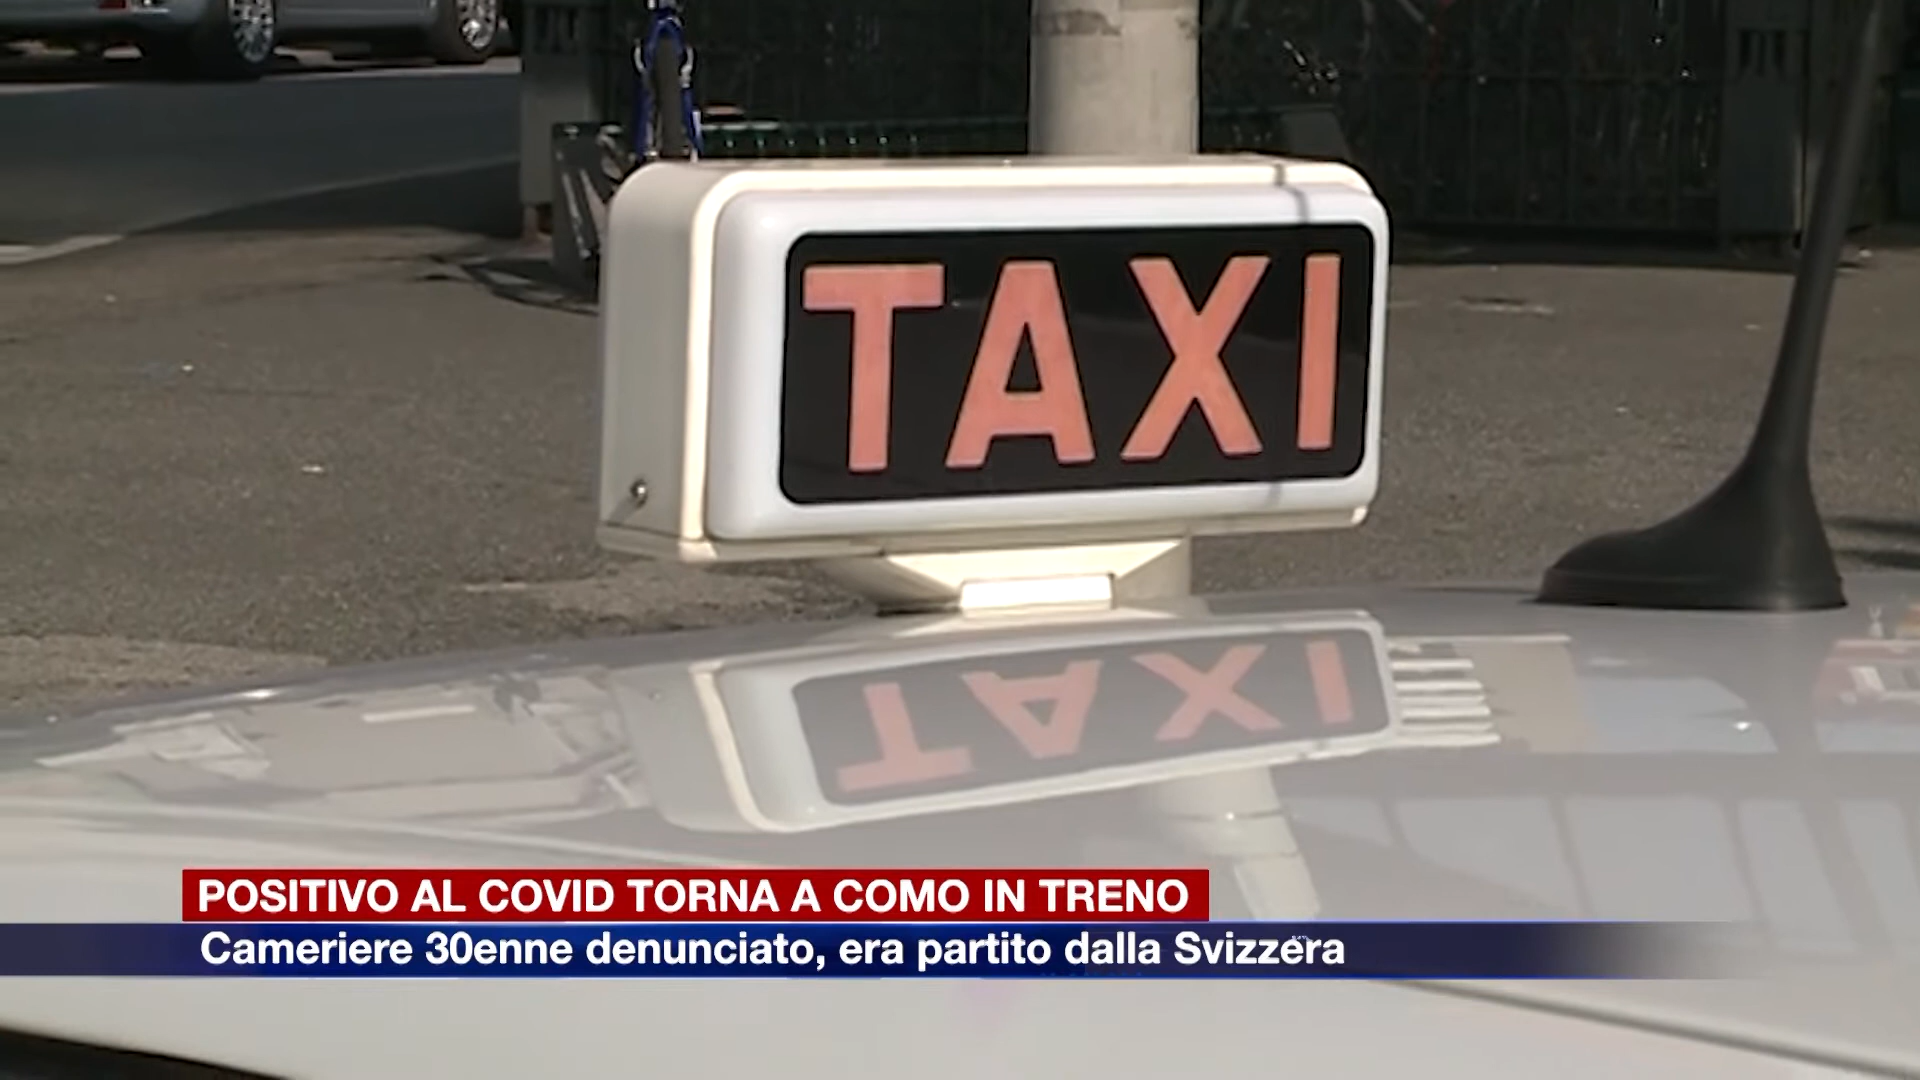 TAXI
TAXI
POSITIVO AL COVID TORNA A COMO IN TRENO
Cameriere 30enne denunciato, era partito dalla Svizzera